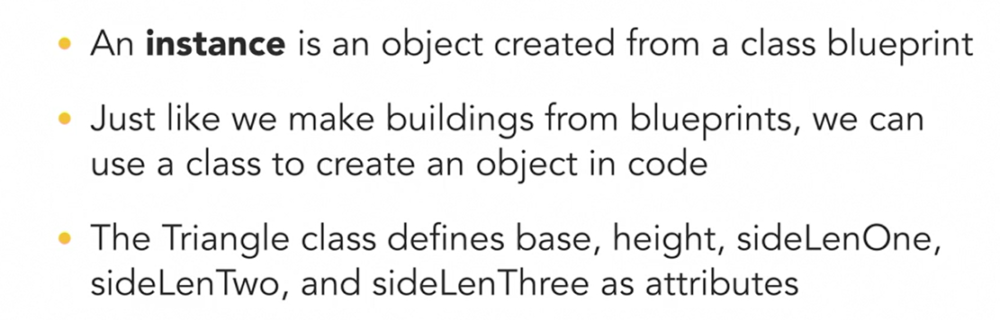 • An instance is an object created from a class blueprint
• Just like we make buildings from blueprints, we can
use a class to create an object in code
• The Triangle class defines base, height, sideLenOne,
sideLenTwo, and sideLenThree as attributes